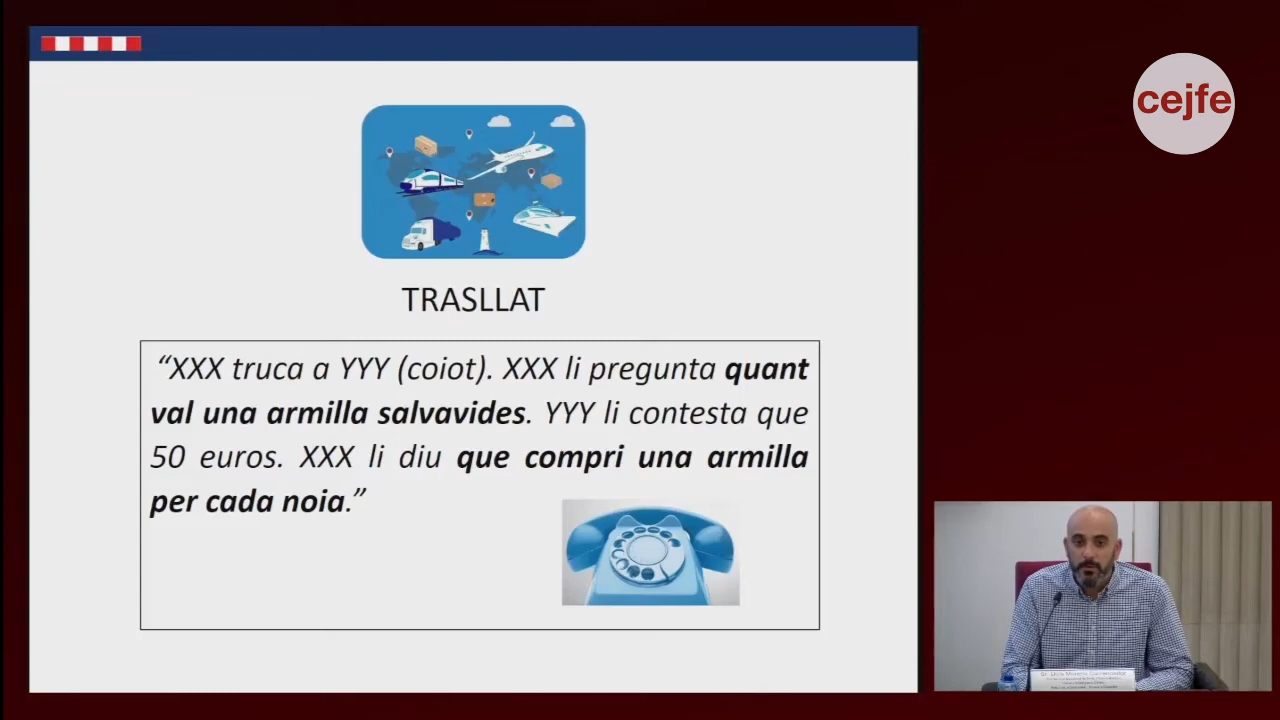 cejfe
TRASLLAT
“XXX truca a YYY (coiot). XXX li pregunta quant
val una armilla salvavides. YYY li contesta que
50 euros. XXX li diu que compri una armilla
per cada noia.”